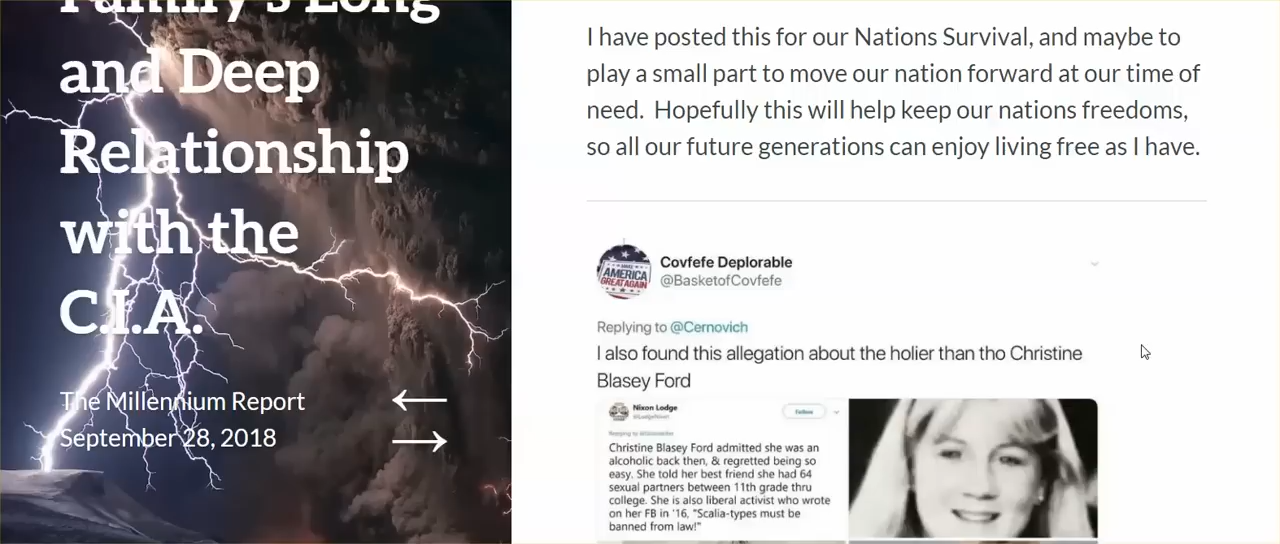 Family's Long
and Deep
Relationship
with the
C.I.A.
The Millennium Report
September 28, 2018
I have posted this for our Nations Survival, and maybe to
play a small part to move our nation forward at our time of
need. Hopefully this will help keep our nations freedoms,
so all our future generations can enjoy living free as I have.
Covfefe Deplorable
@BasketofCovfefe
AMERICA
GREAT AGAIN
Replying to @Cernovich
I also found this allegation about the holier than tho Christine
Blasey Ford
Nixon Lodge
Follow
Christine Blasey Ford admitted she was an
alcoholic back then, & regretted being so
easy. She told her best friend she had 64
sexual partners between 11th grade thru
college. She is also liberal activist who wrote
on her FB in '16, "Scalia-types must be
banned from law!"